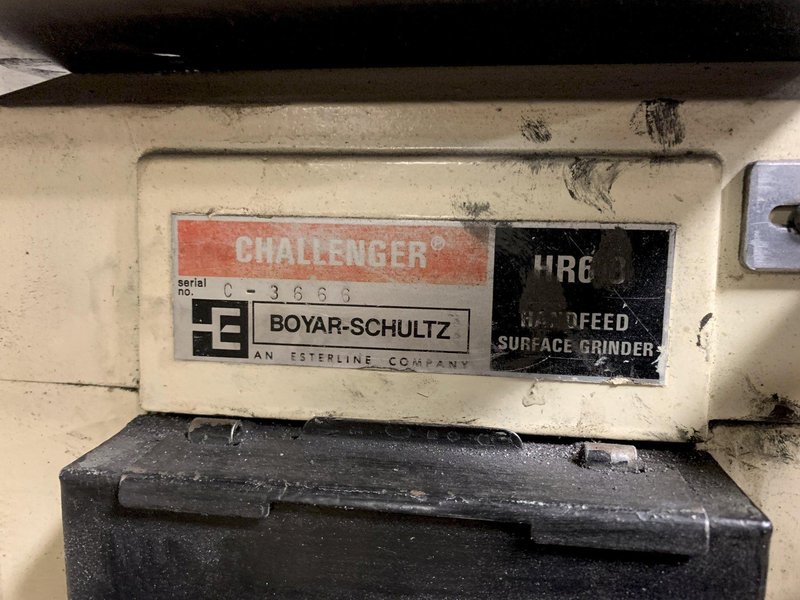 CHALLENGER®
serial
no. C-3666
E BOYAR-SCHULTZ
AN ESTERLINE COMPANY
HANDFEED
SURFACE GRINDER